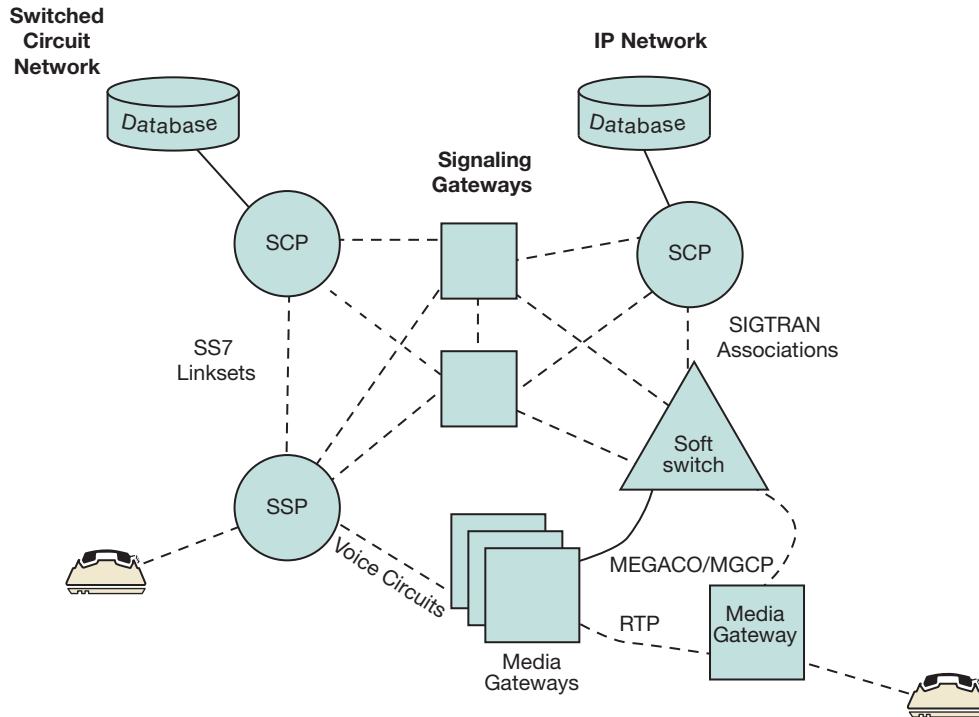 Switched
Circuit
Network
IP Network
Database
Database
Signaling
Gateways
SCP
SCP
SS7
Linksets
SIGTRAN
Associations
Soft
switch
SSP
Voice Circuits
MEGACO/MGCP
RTP
Media
Gateway
Media
Gateways